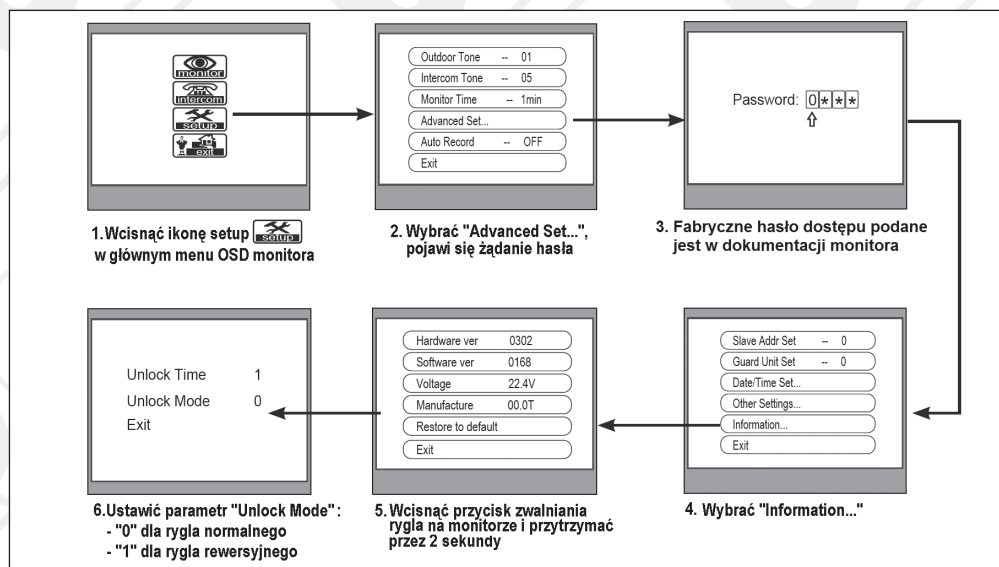 monitor
intercom
setup
exit
1.Wcisnąć ikonę setup setup
w głównym menu OSD monitora
Outdoor Tone -- 01
Intercom Tone -- 05
Monitor Time -- 1min
Advanced Set...
Auto Record -- OFF
Exit
2. Wybrać "Advanced Set...",
pojawi się żądanie hasła
Password: 0***
3. Fabryczne hasło dostępu podane
jest w dokumentacji monitora
Slave Addr Set -- 0
Guard Unit Set -- 0
Date/Time Set...
Other Settings...
Information...
Exit
4. Wybrać "Information..."
Hardware ver 0302
Software ver 0168
Voltage 22.4V
Manufacture 00.0T
Restore to default
Exit
5. Wcisnąć przycisk zwalniania
rygla na monitorze i przytrzymać
przez 2 sekundy
Unlock Time 1
Unlock Mode 0
Exit
6.Ustawić parametr "Unlock Mode":
- "0" dla rygla normalnego
- "1" dla rygla rewersyjnego